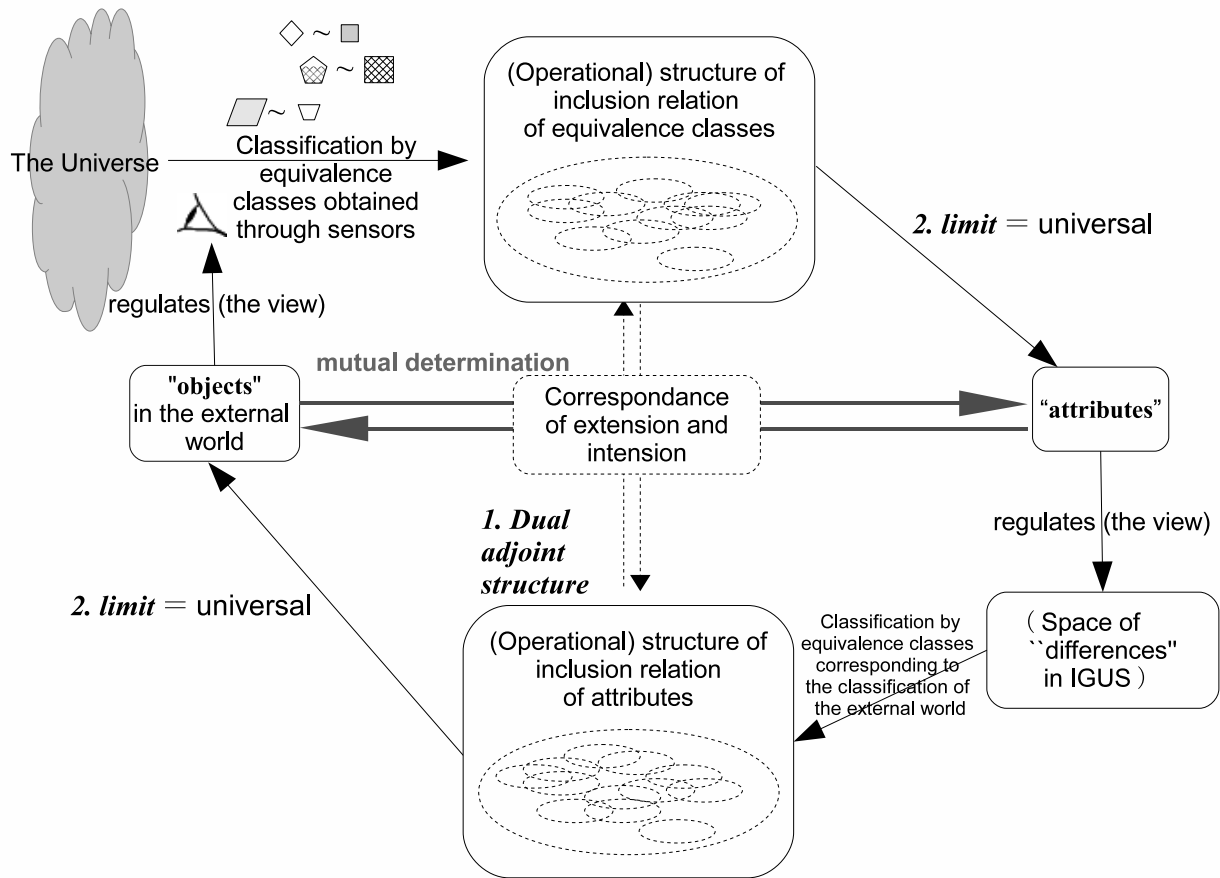 The Universe
~
~
~
Classification by
equivalence
classes obtained
through sensors
(Operational) structure of
inclusion relation
of equivalence classes
2. limit = universal
regulates (the view)
mutual determination
"objects"
in the external
world
Correspondance
of extension and
intension
“attributes”
1. Dual
adjoint
structure
regulates (the view)
2. limit = universal
(Operational) structure of
inclusion relation
of attributes
Classification by
equivalence classes
corresponding to
the classification of
the external world
( Space of
``differences"
in IGUS )